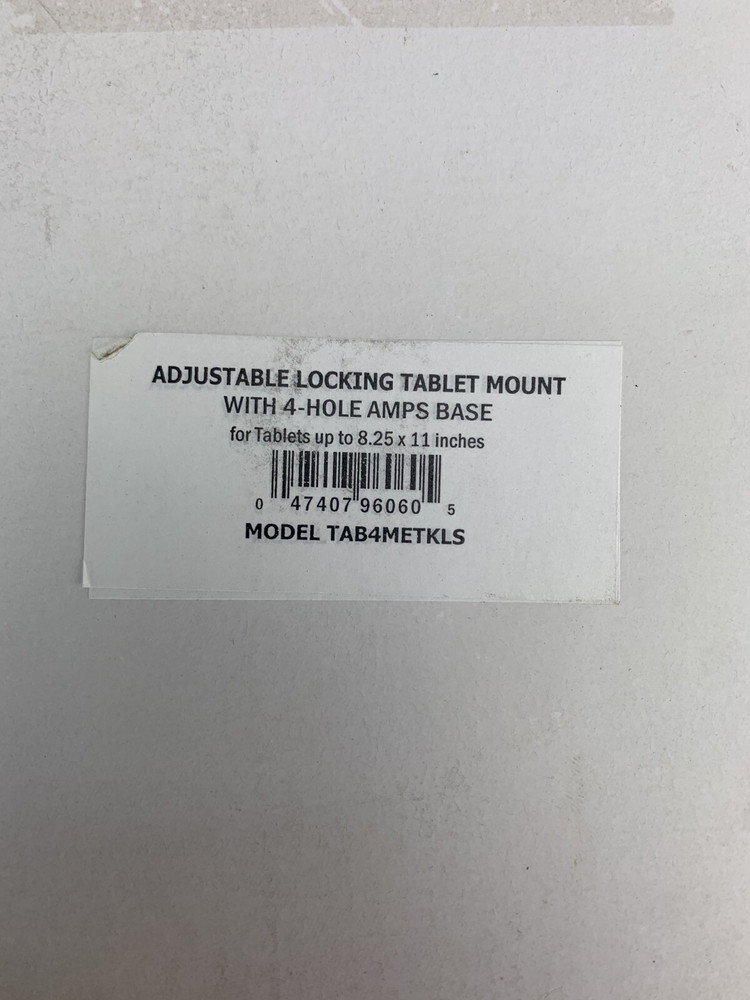 ADJUSTABLE LOCKING TABLET MOUNT
WITH 4-HOLE AMPS BASE
for Tablets up to 8.25 x 11 inches
0 47407 96060 5
MODEL TAB4METKLS